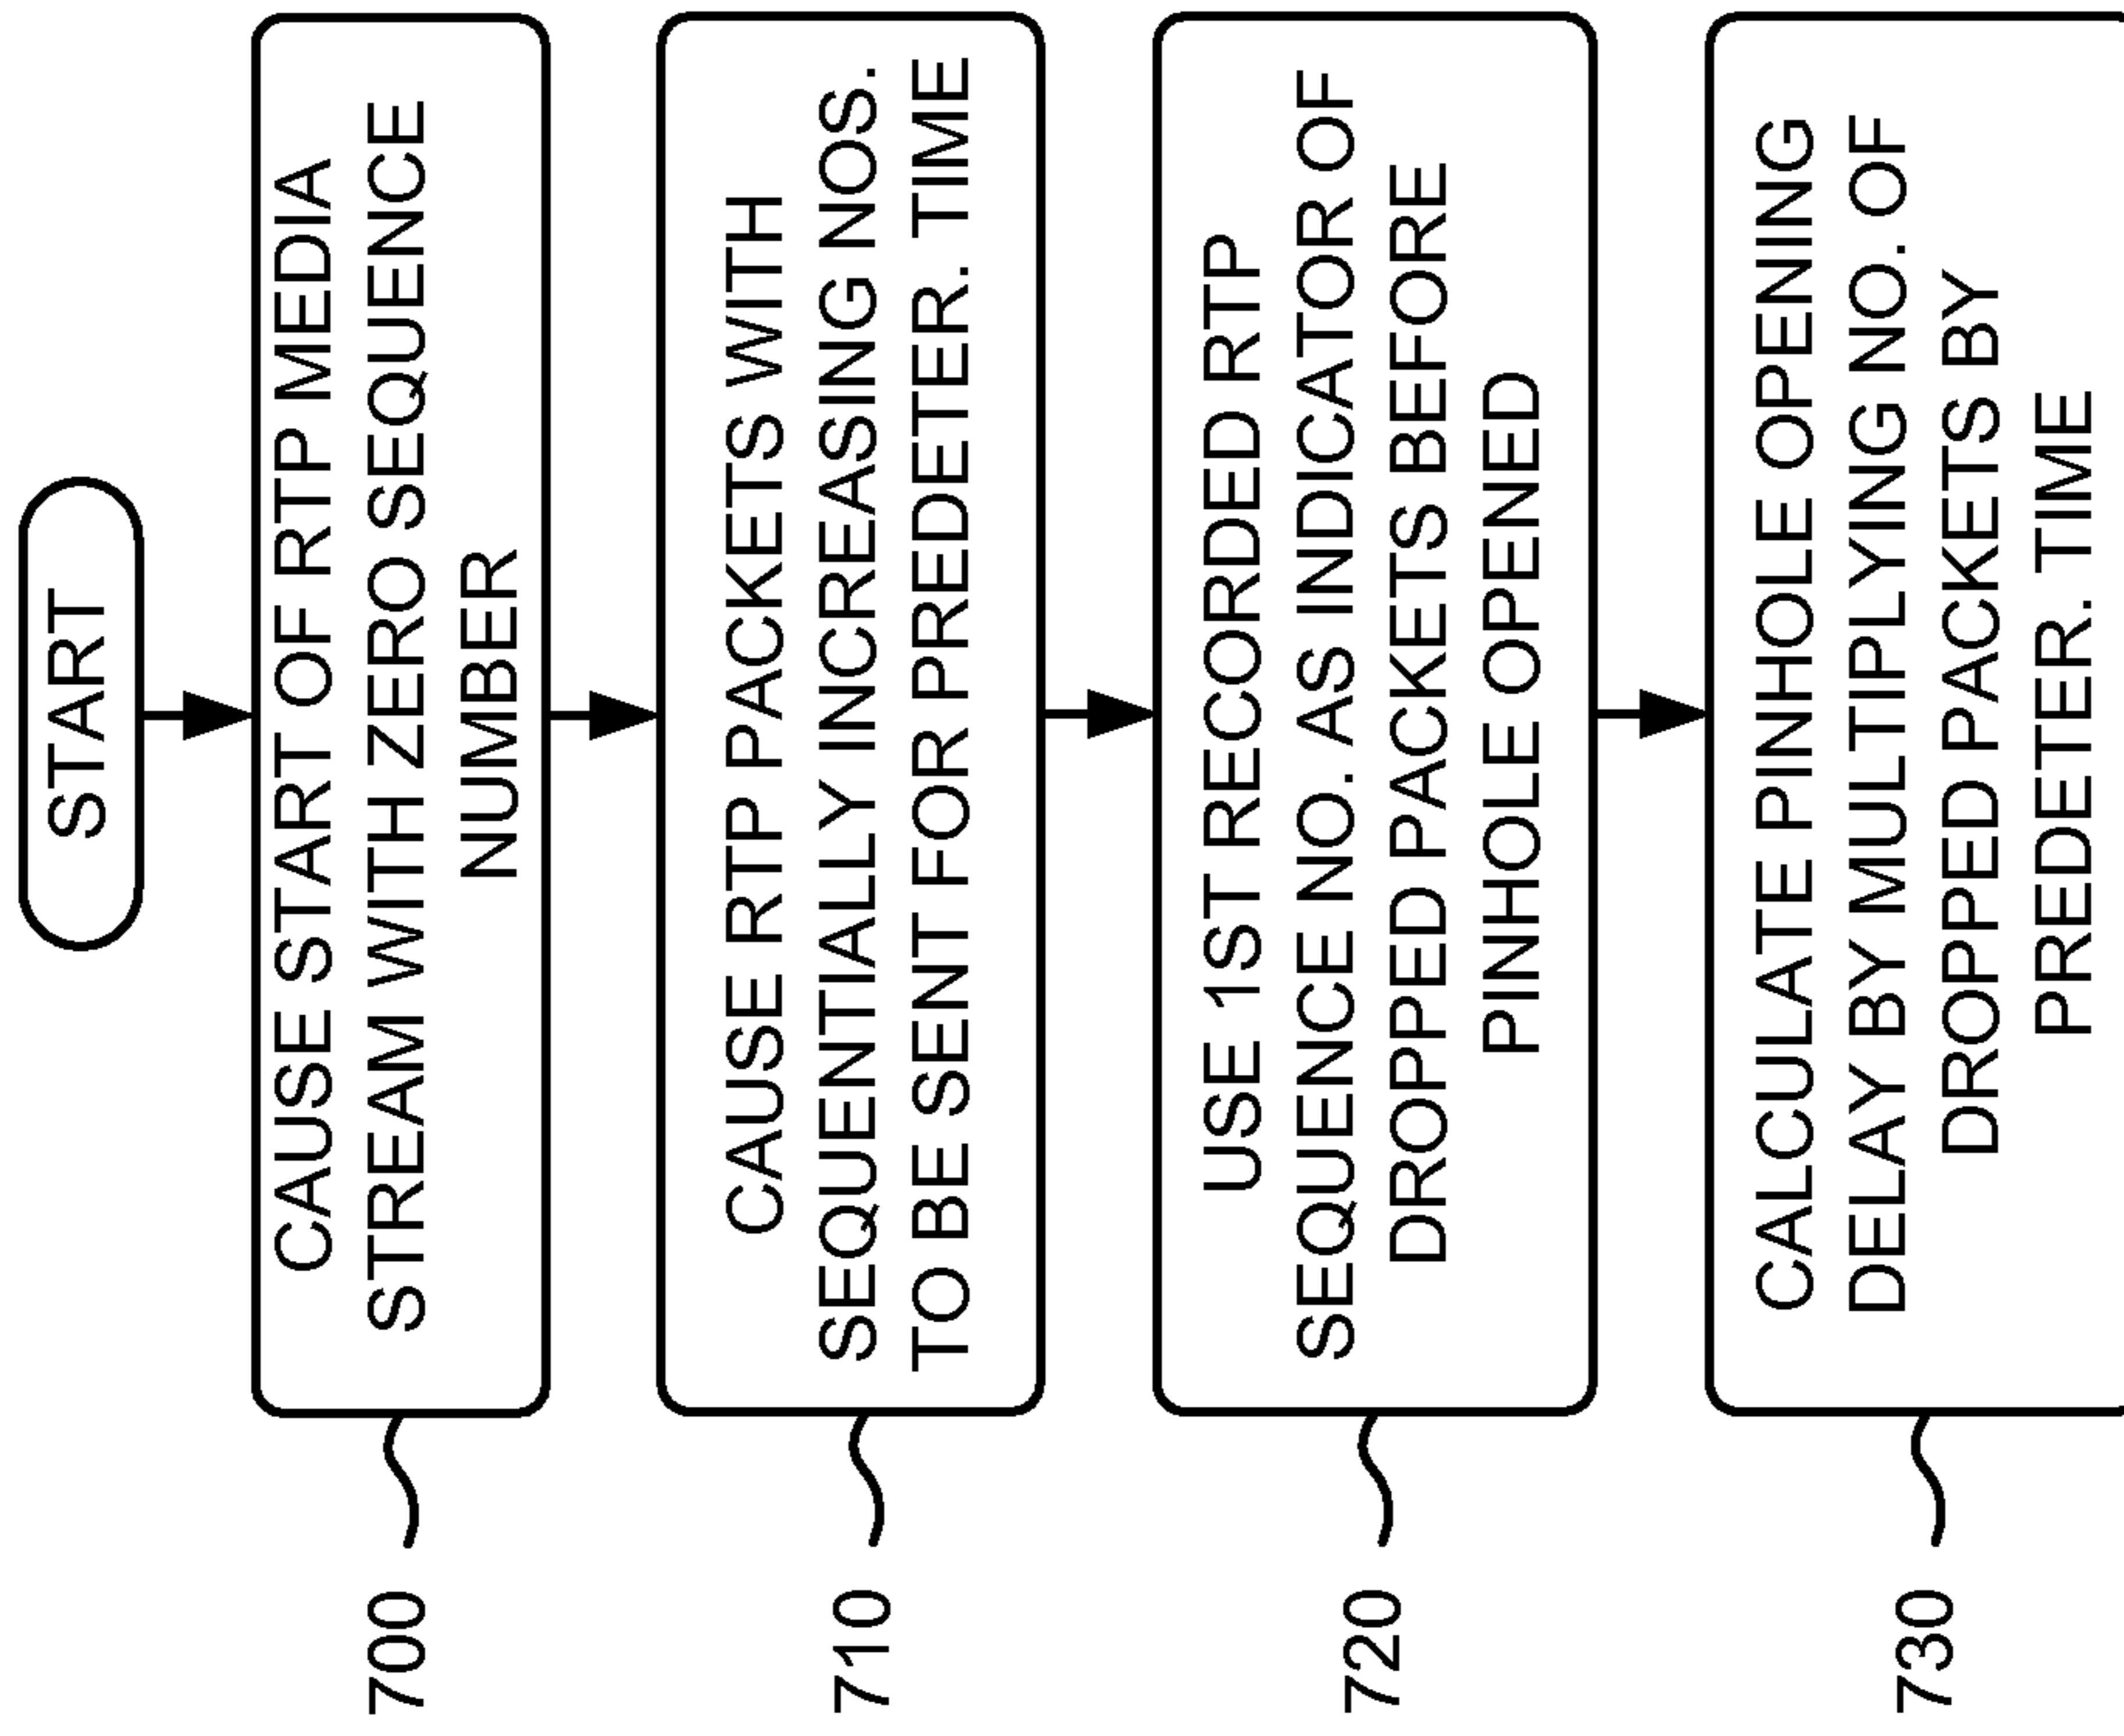 START
CAUSE START OF RTP MEDIA
STREAM WITH ZERO SEQUENCE
NUMBER
700
CAUSE RTP PACKETS WITH
SEQUENTIALLY INCREASING NOS.
TO BE SENT FOR PREDETER. TIME
710
USE 1ST RECORDED RTP
SEQUENCE NO. AS INDICATOR OF
DROPPED PACKETS BEFORE
PINHOLE OPENED
720
CALCULATE PINHOLE OPENING
DELAY BY MULTIPLYING NO. OF
DROPPED PACKETS BY
PREDETER. TIME
730